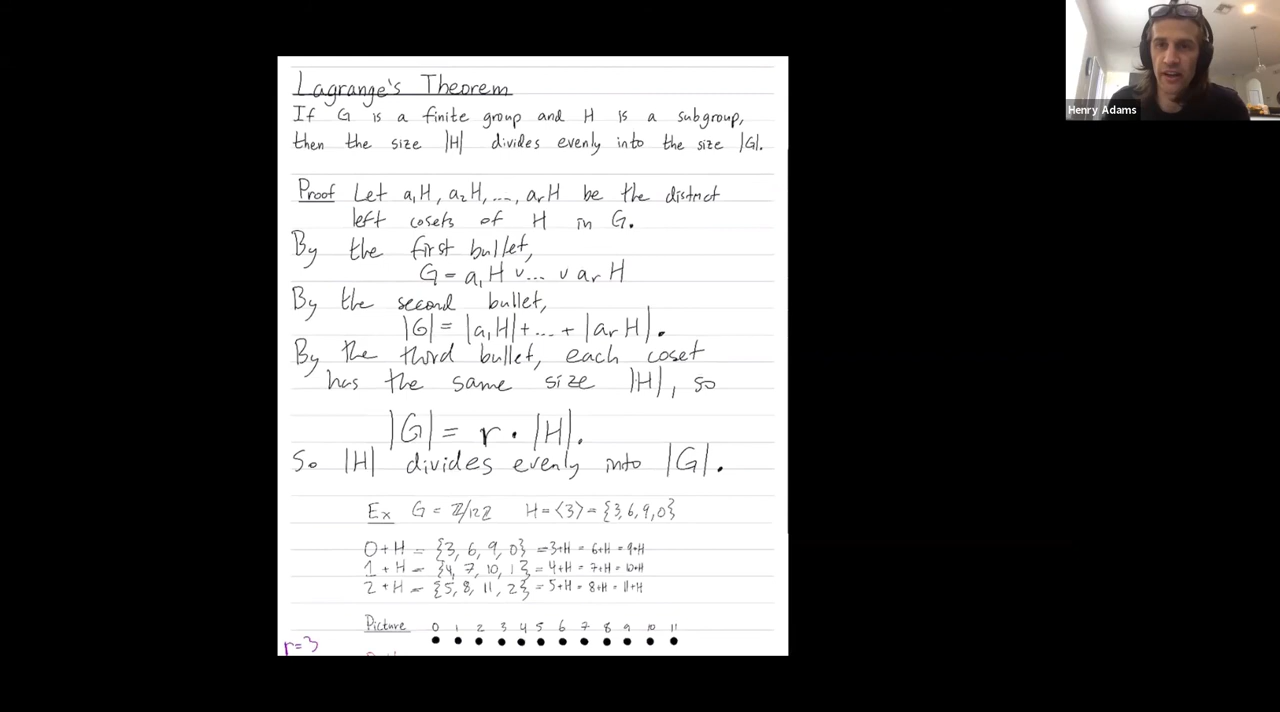 Lagrange's Theorem
If G is a finite group and H is a subgroup,
then the size |H| divides evenly into the size |G|.
Proof Let a₁H, a₂H, ..., aᵣH be the distinct
left cosets of H in G.
By the first bullet,
G = a₁H ∪ ... ∪ aᵣH
By the second bullet,
|G| = |a₁H| + ... + |aᵣH|.
By the third bullet, each coset
has the same size |H|, so
|G| = r · |H|.
So |H| divides evenly into |G|.
Ex G = ℤ/12ℤ H = ⟨3⟩ = {3, 6, 9, 0}
0 + H = {3, 6, 9, 0} = 3+H = 6+H = 9+H
1 + H = {4, 7, 10, 1} = 4+H = 7+H = 10+H
2 + H = {5, 8, 11, 2} = 5+H = 8+H = 11+H
Picture 0 1 2 3 4 5 6 7 8 9 10 11
r=3
Henry Adams